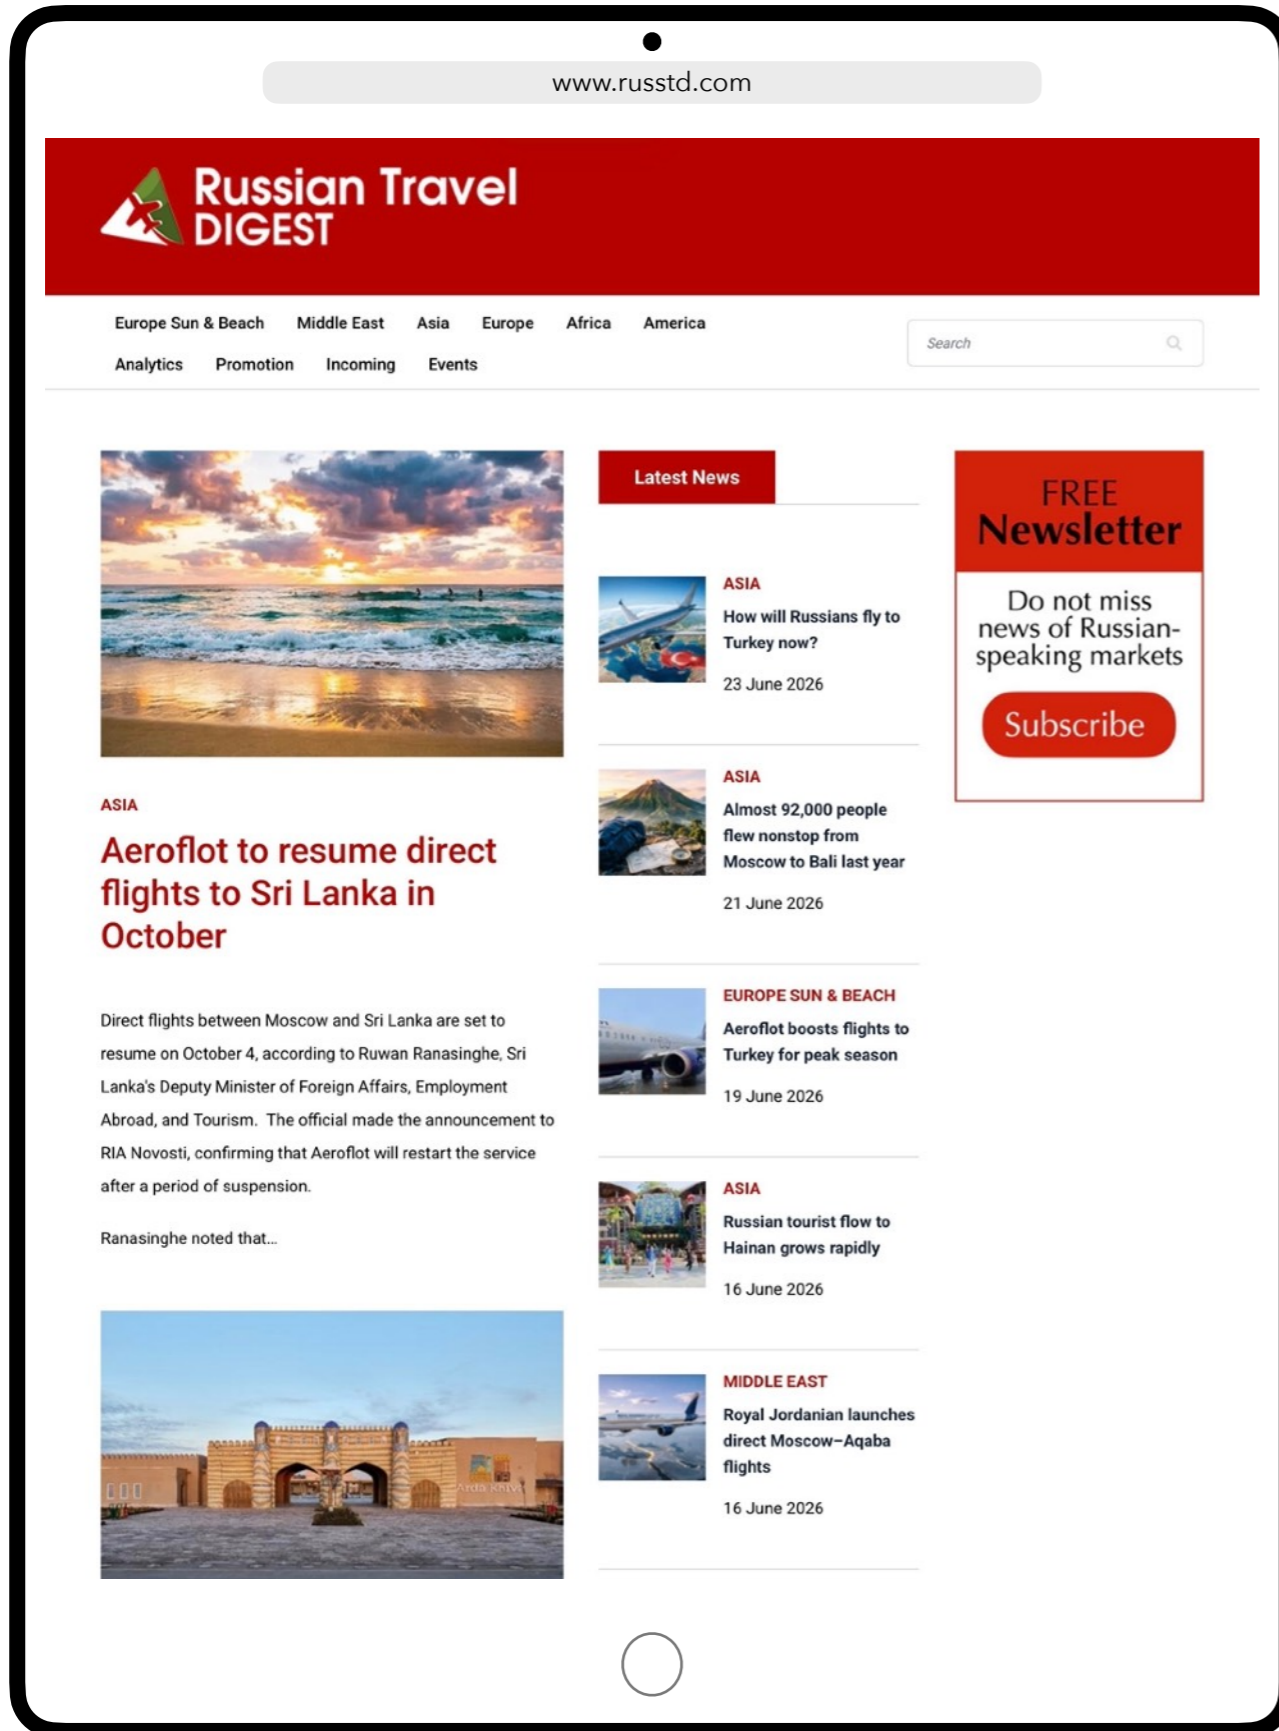 www.russtd.com
Russian Travel
DIGEST
Europe Sun & Beach Middle East Asia Europe Africa America
Analytics Promotion Incoming Events
Search
ASIA
Aeroflot to resume direct
flights to Sri Lanka in
October
Direct flights between Moscow and Sri Lanka are set to
resume on October 4, according to Ruwan Ranasinghe, Sri
Lanka's Deputy Minister of Foreign Affairs, Employment
Abroad, and Tourism.  The official made the announcement to
RIA Novosti, confirming that Aeroflot will restart the service
after a period of suspension.
Ranasinghe noted that...
Arda Khiva
Latest News
ASIA
How will Russians fly to
Turkey now?
23 June 2026
ASIA
Almost 92,000 people
flew nonstop from
Moscow to Bali last year
21 June 2026
EUROPE SUN & BEACH
Aeroflot boosts flights to
Turkey for peak season
19 June 2026
ASIA
Russian tourist flow to
Hainan grows rapidly
16 June 2026
MIDDLE EAST
Royal Jordanian launches
direct Moscow–Aqaba
flights
16 June 2026
FREE
Newsletter
Do not miss
news of Russian-
speaking markets
Subscribe